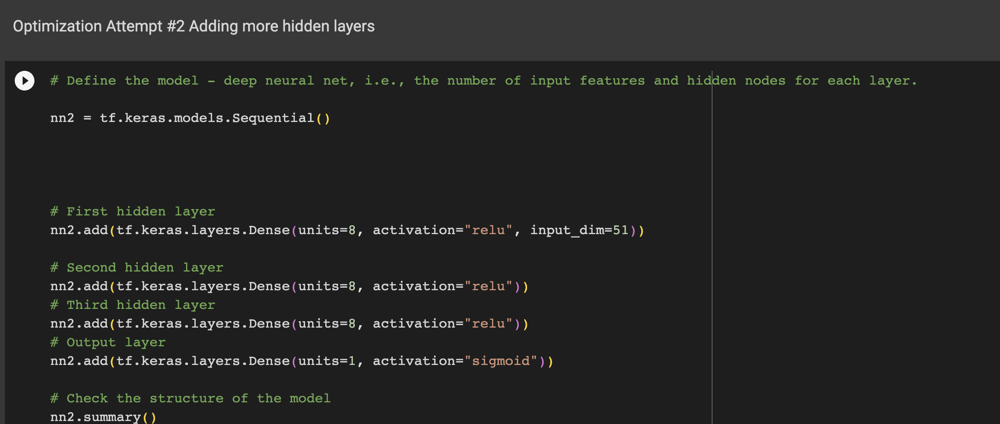 Optimization Attempt #2 Adding more hidden layers
# Define the model - deep neural net, i.e., the number of input features and hidden nodes for each layer.
nn2 = tf.keras.models.Sequential()
# First hidden layer
nn2.add(tf.keras.layers.Dense(units=8, activation="relu", input_dim=51))
# Second hidden layer
nn2.add(tf.keras.layers.Dense(units=8, activation="relu"))
# Third hidden layer
nn2.add(tf.keras.layers.Dense(units=8, activation="relu"))
# Output layer
nn2.add(tf.keras.layers.Dense(units=1, activation="sigmoid"))
# Check the structure of the model
nn2.summary()